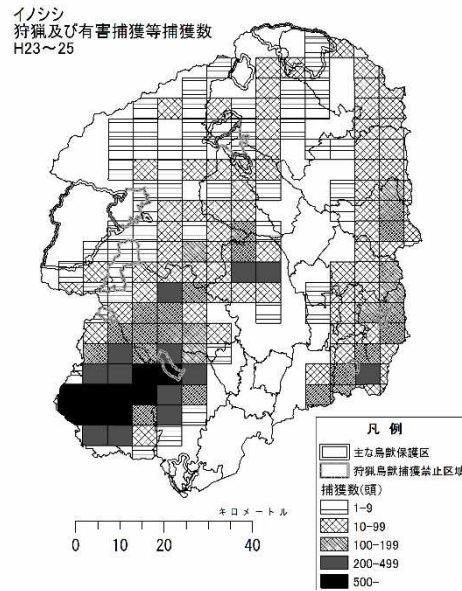 イノシシ
狩猟及び有害捕獲等捕獲数
H23～25
凡 例
主な鳥獣保護区
狩猟鳥獣捕獲禁止区域
捕獲数(頭)
1-9
10-99
100-199
200-499
500-
キロメートル
0 10 20 40